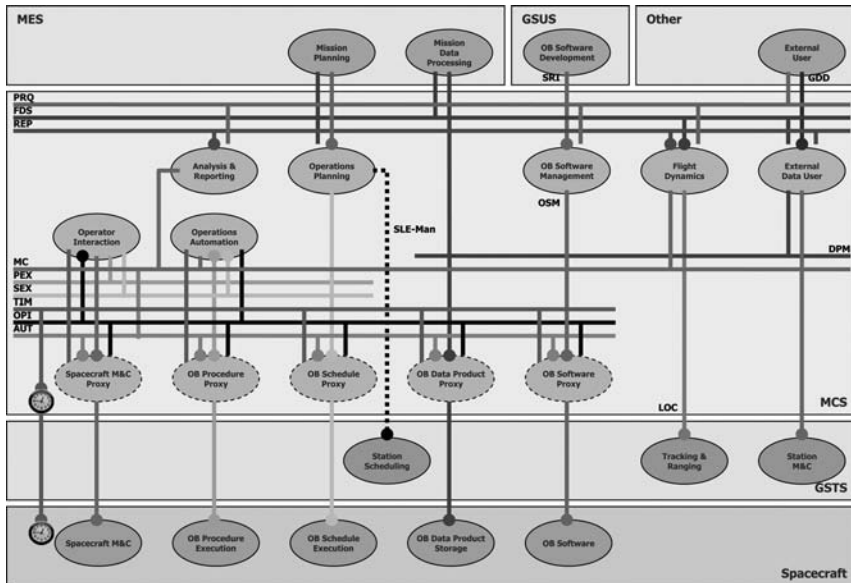 MES
GSUS
Other
Mission
Planning
Mission
Data
Processing
OB Software
Development
External
User
SRI
GDD
PRQ
FDS
REP
Analysis &
Reporting
Operations
Planning
OB Software
Management
Flight
Dynamics
External
Data User
OSM
Operator
Interaction
Operations
Automation
SLE-Man
DPM
MC
PEX
SEX
TIM
OPI
AUT
Spacecraft M&C
Proxy
OB Procedure
Proxy
OB Schedule
Proxy
OB Data Product
Proxy
OB Software
Proxy
LOC
MCS
Station
Scheduling
Tracking &
Ranging
Station
M&C
GSTS
Spacecraft M&C
OB Procedure
Execution
OB Schedule
Execution
OB Data Product
Storage
OB Software
Spacecraft